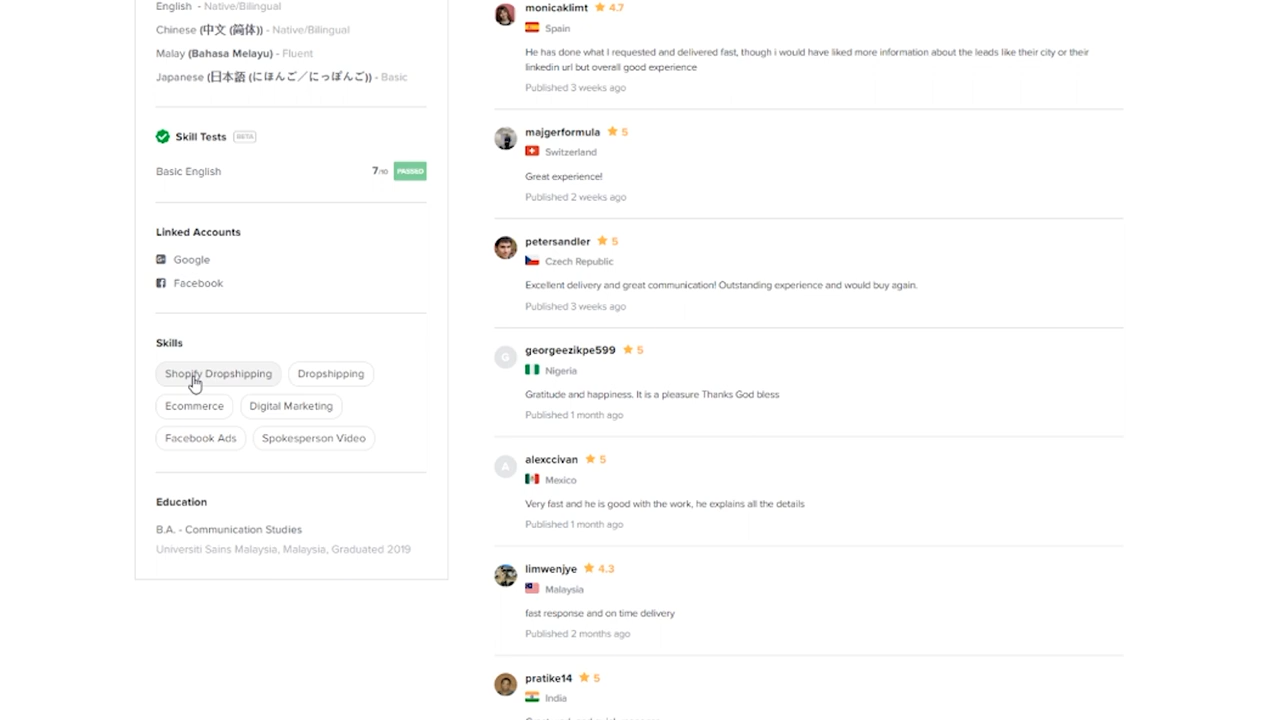 English - Native/Bilingual
Chinese (中文 (简体)) - Native/Bilingual
Malay (Bahasa Melayu) - Fluent
Japanese (日本語 (にほんご／にっぽんご)) - Basic
Skill Tests BETA
Basic English 7/10 PASSED
Linked Accounts
Google
Facebook
Skills
Shopify Dropshipping Dropshipping
Ecommerce Digital Marketing
Facebook Ads Spokesperson Video
Education
B.A. - Communication Studies
Universiti Sains Malaysia, Malaysia, Graduated 2019
monicaklimt 4.7
Spain
He has done what I requested and delivered fast, though i would have liked more information about the leads like their city or their
linkedin url but overall good experience
Published 3 weeks ago
majgerformula 5
Switzerland
Great experience!
Published 2 weeks ago
petersandler 5
Czech Republic
Excellent delivery and great communication! Outstanding experience and would buy again.
Published 3 weeks ago
G
georgeezikpe599 5
Nigeria
Gratitude and happiness. It is a pleasure Thanks God bless
Published 1 month ago
A
alexccivan 5
Mexico
Very fast and he is good with the work, he explains all the details
Published 1 month ago
limwenjye 4.3
Malaysia
fast response and on time delivery
Published 2 months ago
pratike14 5
India